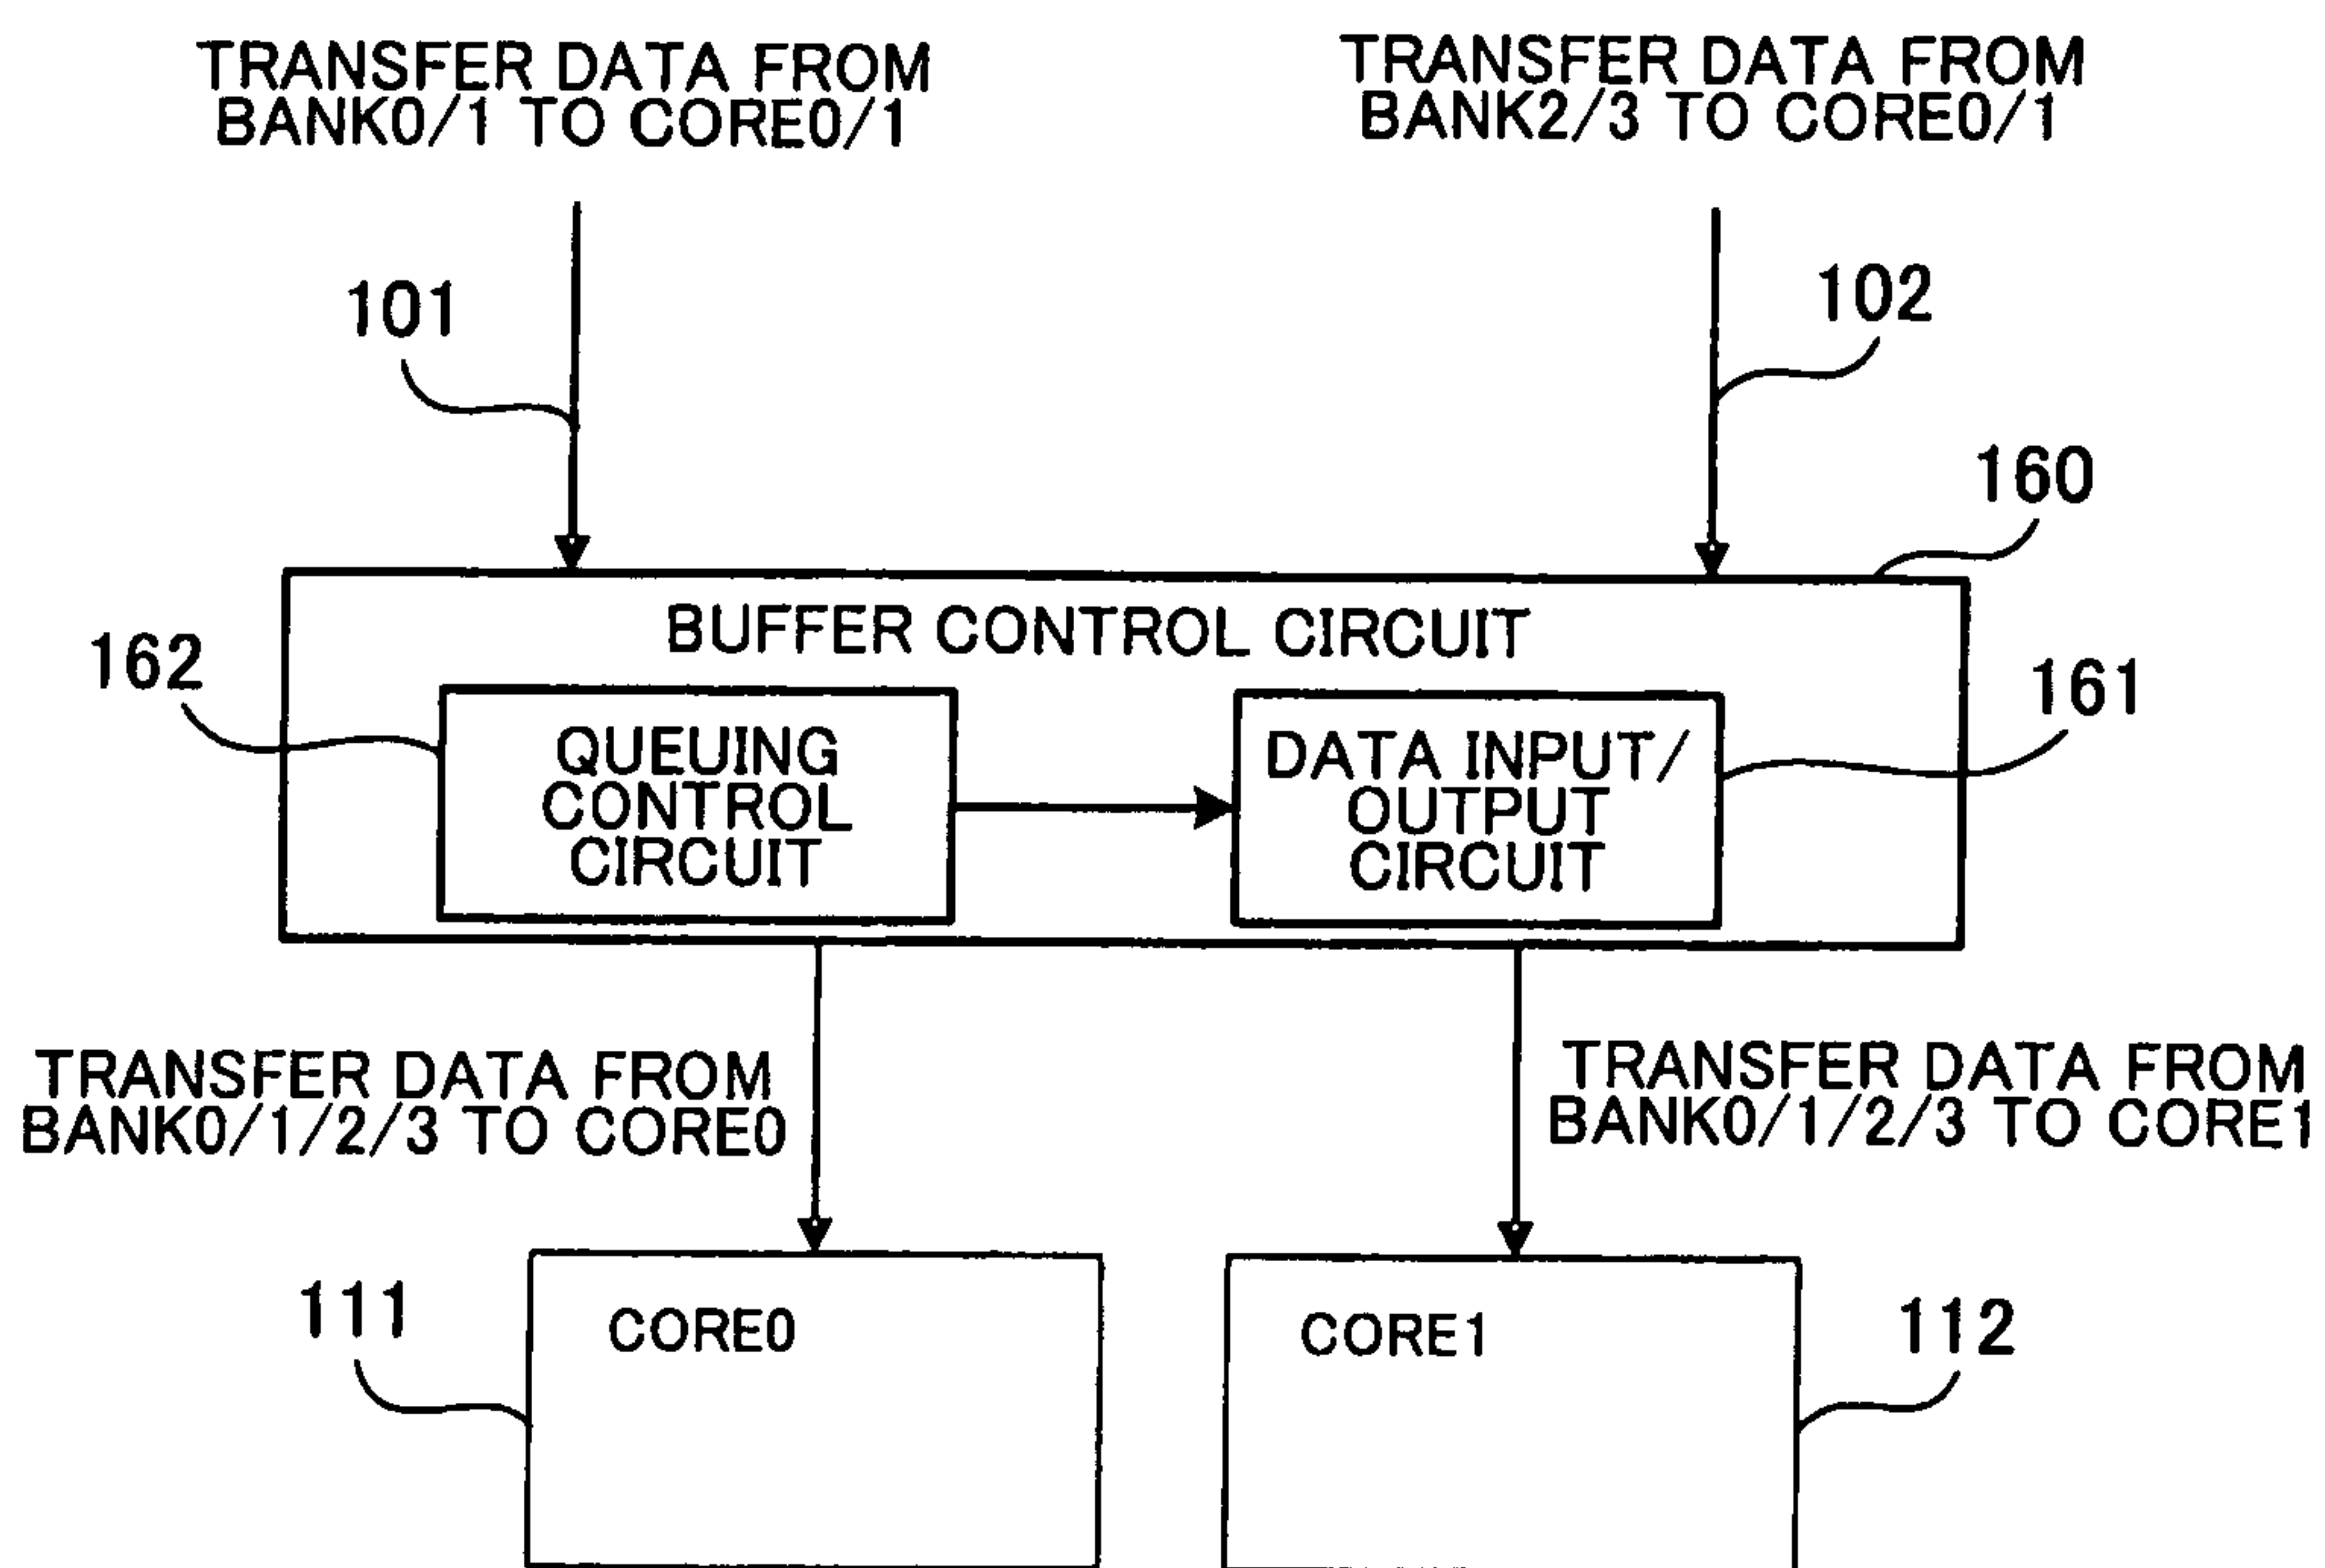 TRANSFER DATA FROM
BANK0/1 TO CORE0/1
TRANSFER DATA FROM
BANK2/3 TO CORE0/1
101
102
160
BUFFER CONTROL CIRCUIT
162
161
QUEUING
CONTROL
CIRCUIT
DATA INPUT/
OUTPUT
CIRCUIT
TRANSFER DATA FROM
BANK0/1/2/3 TO CORE0
TRANSFER DATA FROM
BANK0/1/2/3 TO CORE1
111
CORE0
CORE1
112